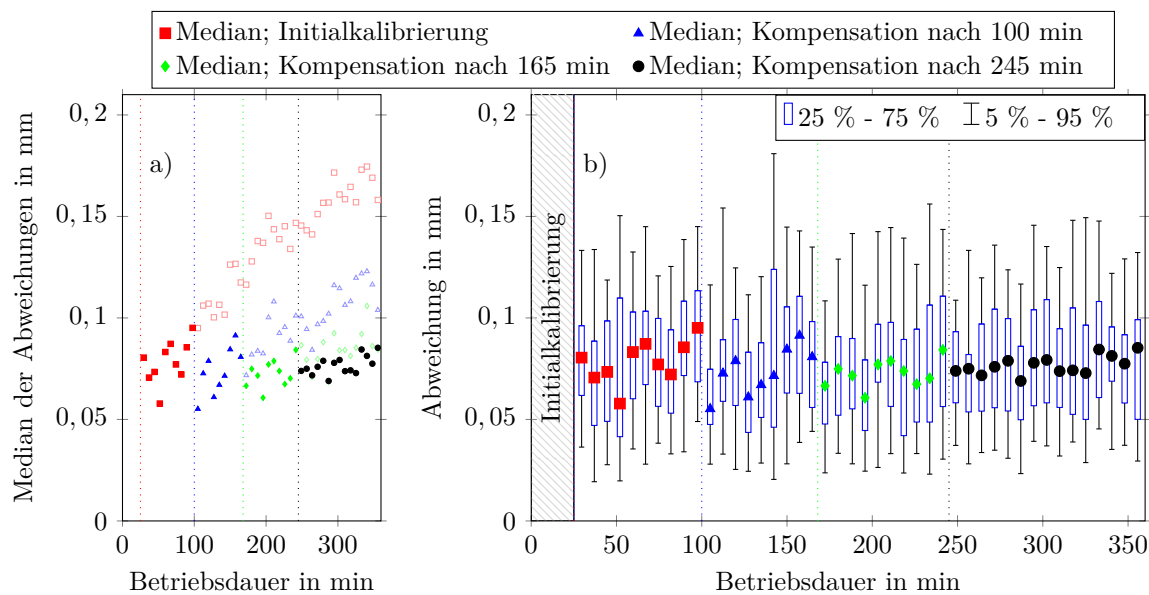 Median; Initialkalibrierung
Median; Kompensation nach 100 min
Median; Kompensation nach 165 min
Median; Kompensation nach 245 min
a)
Median der Abweichungen in mm
0
0,05
0,1
0,15
0,2
0
100
200
300
Betriebsdauer in min
b)
25 % - 75 %
5 % - 95 %
Initialkalibrierung
Abweichung in mm
0
0,05
0,1
0,15
0,2
0
50
100
150
200
250
300
350
Betriebsdauer in min